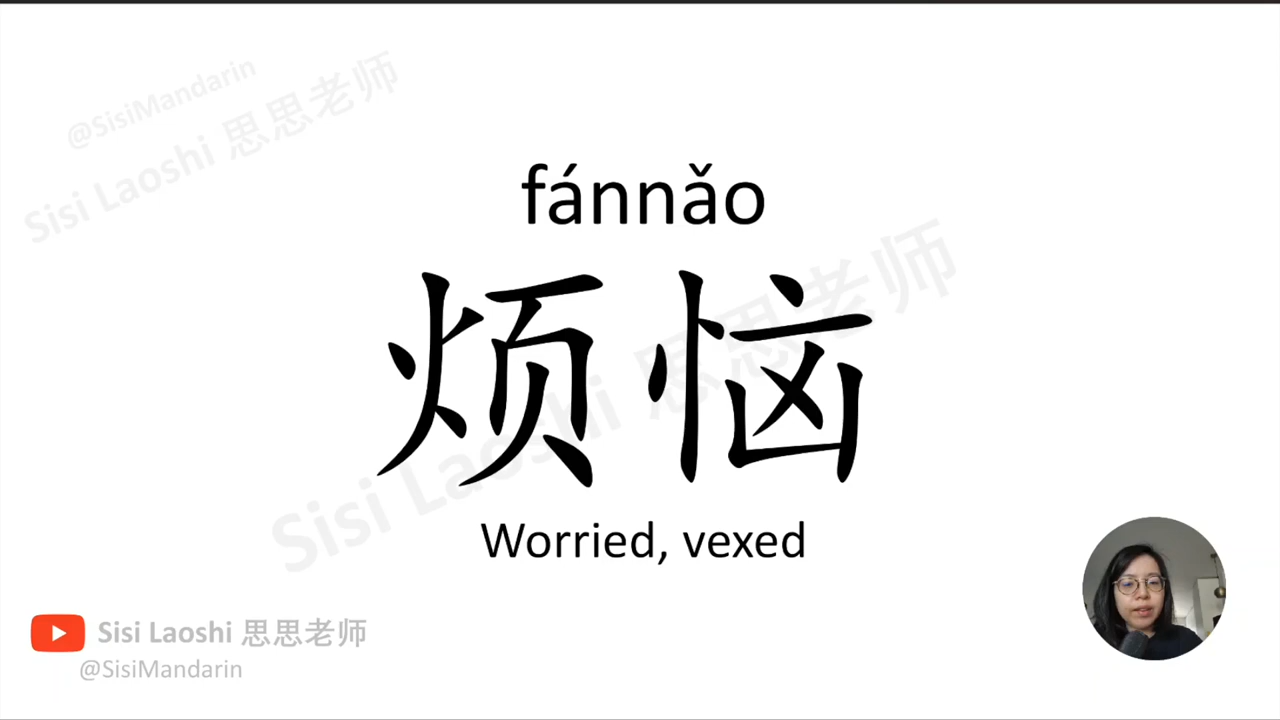 @SisiMandarin
Sisi Laoshi 思思老师
fánnǎo
烦恼
Sisi Laoshi 思思老师
Worried, vexed
Sisi Laoshi 思思老师
@SisiMandarin